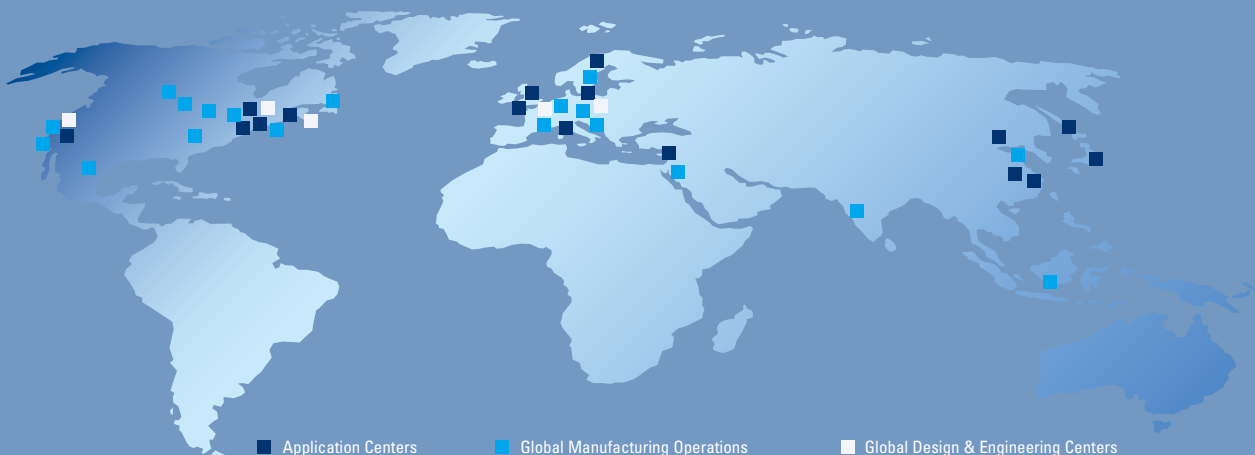 Application Centers
Global Manufacturing Operations
Global Design & Engineering Centers